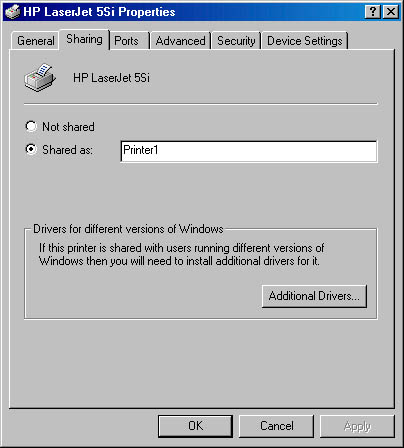 HP LaserJet 5Si Properties
General Sharing Ports Advanced Security Device Settings
HP LaserJet 5Si
Not shared
Shared as: Printer1
Drivers for different versions of Windows
If this printer is shared with users running different versions of
Windows then you will need to install additional drivers for it.
Additional Drivers...
OK Cancel Apply